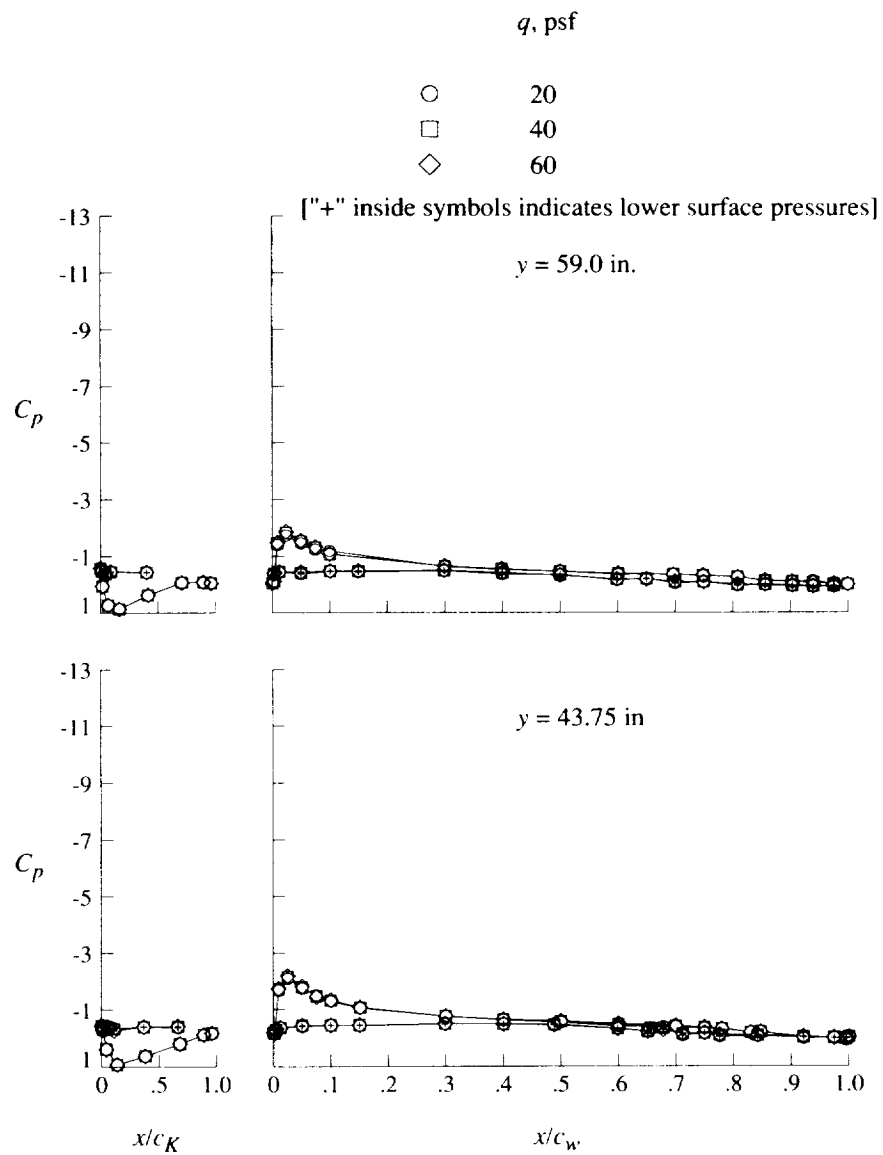 q, psf
○ 20
□ 40
◇ 60
["+" inside symbols indicates lower surface pressures]
-13
y = 59.0 in.
-11
-9
-7
C_p
-5
-3
-1
1
-13
y = 43.75 in
-11
-9
-7
C_p
-5
-3
-1
1
0 .5 1.0 0 .1 .2 .3 .4 .5 .6 .7 .8 .9 1.0
x/c_K x/c_w